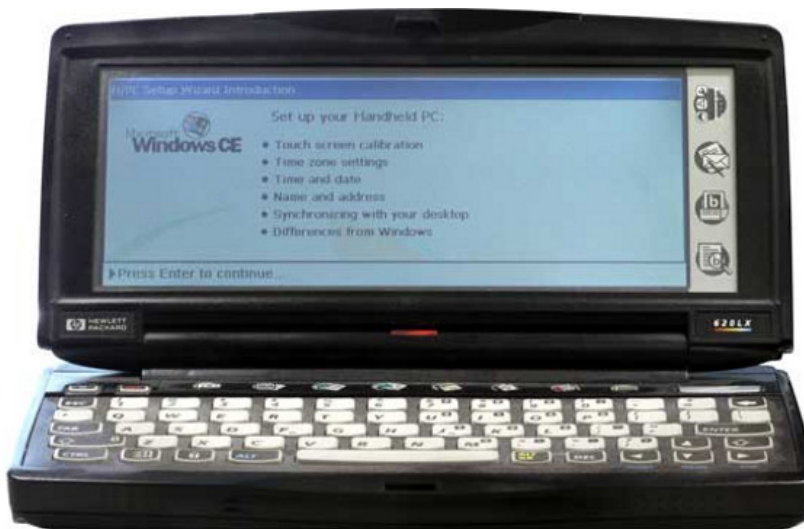 H/PC Setup Wizard Introduction
Microsoft
Windows CE
Set up your Handheld PC:
• Touch screen calibration
• Time zone settings
• Time and date
• Name and address
• Synchronizing with your desktop
• Differences from Windows
Press Enter to continue...
hp HEWLETT
PACKARD
620LX
ESC
Q W E R T Y U I O P
TAB A S D F G H J K L ENTER
Z X C V B N M
CTRL ALT DEL